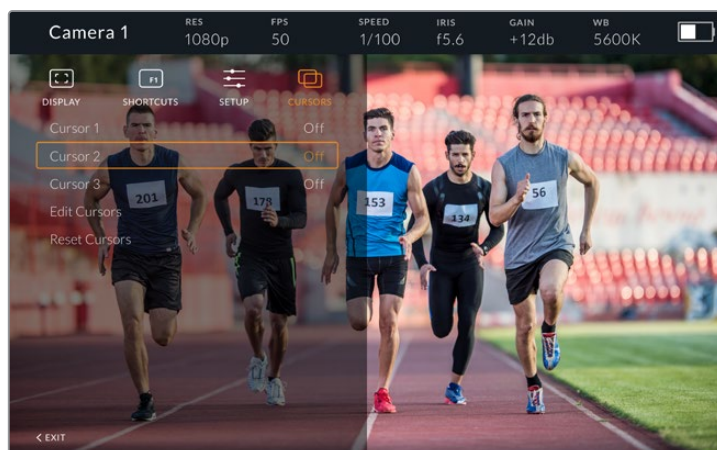 Camera 1
RES
1080p
FPS
50
SPEED
1/100
IRIS
f5.6
GAIN
+12db
WB
5600K
F1
DISPLAY
SHORTCUTS
SETUP
CURSORS
Cursor 1 Off
Cursor 2 Off
Cursor 3 Off
Edit Cursors
Reset Cursors
201
178
153
134
56
< EXIT